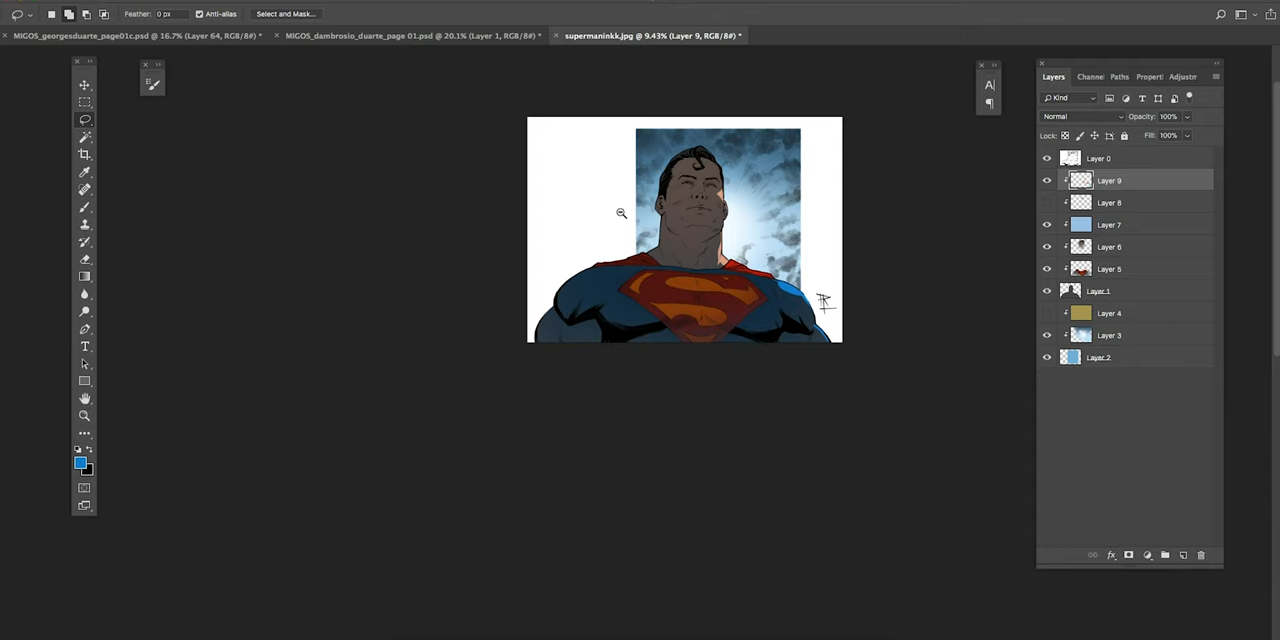 Feather: 0 px Anti-alias Select and Mask...
MIGOS_georgesduarte_page01c.psd @ 16.7% (Layer 64, RGB/8#) * MIGOS_dambrosio_duarte_page 01.psd @ 20.1% (Layer 1, RGB/8#) * supermaninkk.jpg @ 9.43% (Layer 9, RGB/8#) *
Layers Channel Paths Properti Adjustm
Kind
Normal Opacity: 100%
Lock: Fill: 100%
Layer 0
Layer 9
Layer 8
Layer 7
Layer 6
Layer 5
Layer 1
Layer 4
Layer 3
Layer 2
A
S
T
fx